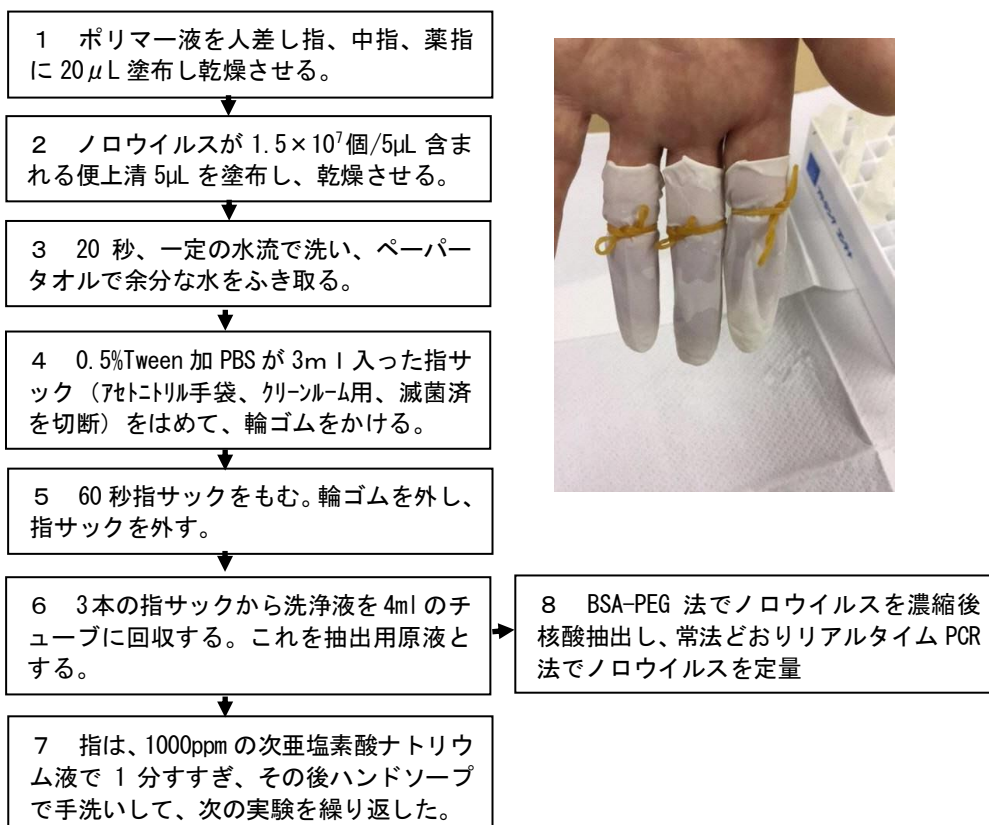 1 ポリマー液を人差し指、中指、薬指
に 20μL 塗布し乾燥させる。
2 ノロウイルスが 1.5×10⁷個/5μL 含ま
れる便上清 5μL を塗布し、乾燥させる。
3 20 秒、一定の水流で洗い、ペーパー
タオルで余分な水をふき取る。
4 0.5%Tween 加 PBS が 3ml入った指サ
ック（ｱｾﾄﾆﾄﾘﾙ手袋、ｸﾘｰﾝﾙｰﾑ用、滅菌済
を切断）をはめて、輪ゴムをかける。
5 60 秒指サックをもむ。輪ゴムを外し、
指サックを外す。
6 3本の指サックから洗浄液を 4ml のチ
ューブに回収する。これを抽出用原液と
する。
8 BSA-PEG 法でノロウイルスを濃縮後
核酸抽出し、常法どおりリアルタイム PCR
法でノロウイルスを定量
7 指は、1000ppm の次亜塩素酸ナトリウ
ム液で 1 分すすぎ、その後ハンドソープ
で手洗いして、次の実験を繰り返した。